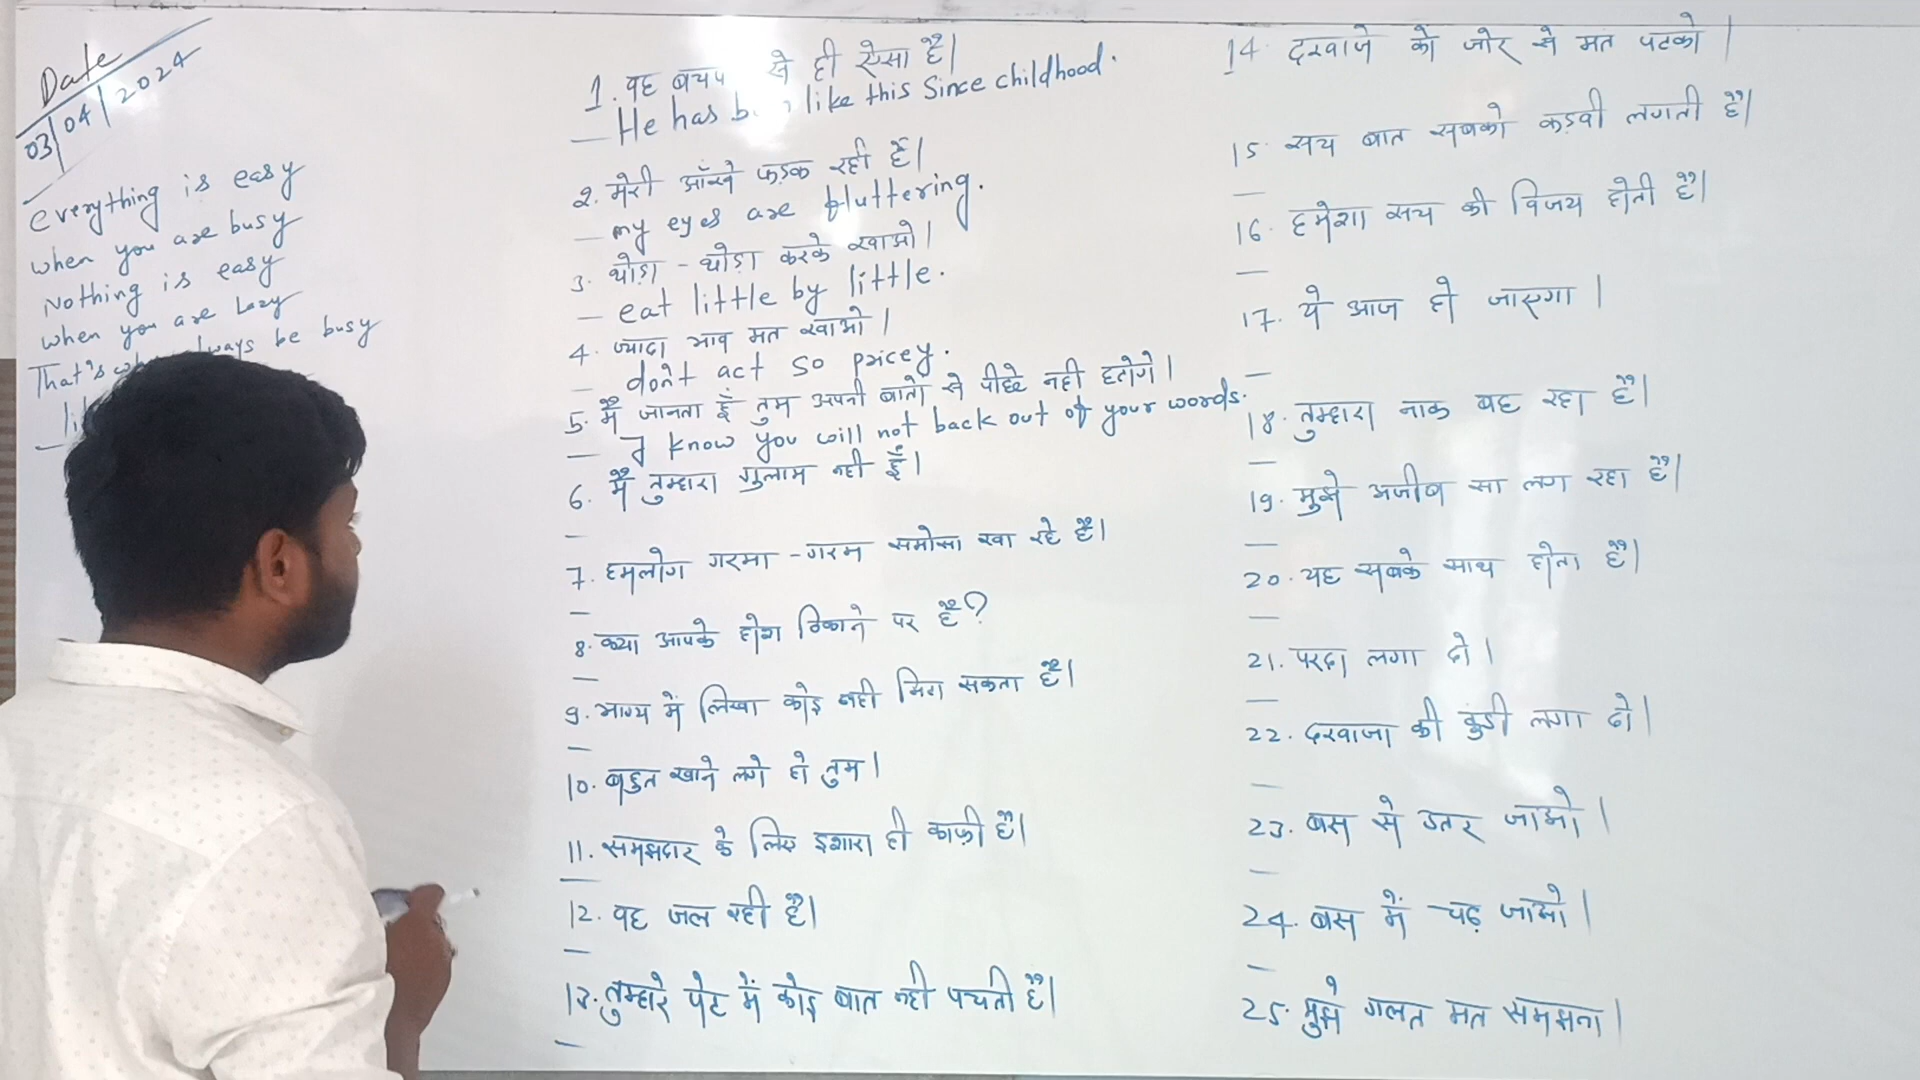 Date
03/04/2024
everything is easy
when you are busy
Nothing is easy
when you are Lazy
That's always be busy
1. वह से ही ऐसा है।
— He has like this Since childhood.
2. मेरी आँखे फड़क रही हैं।
— my eyes are fluttering.
3. थोड़ा - थोड़ा करके खाओ।
— eat little by little.
4. ज्यादा भाव मत खाओ।
— don't act so pricey.
5. मैं जानता हूँ तुम अपनी बातो से पीछे नही हटोगे।
— I know you will not back out of your words.
6. मैं तुम्हारा गुलाम नही हूँ।
—
7. हमलोग गरमा - गरम समोसा खा रहे हैं।
—
8. क्या आपके होश ठिकाने पर हैं?
—
9. भाग्य में लिखा कोइ नही मिटा सकता है।
—
10. बहुत खाने लगे हो तुम।
11. समझदार के लिए इशारा ही काफ़ी है।
—
12. वह जल रही है।
—
13. तुम्हारे पेट में कोइ बात नही पचती है।
—
14. दरवाजे को जोर से मत पटको।
15. सच बात सबको कड़वी लगती है।
—
16. हमेशा सच की विजय होती है।
—
17. ये आज हो जाएगा।
—
18. तुम्हारा नाक बह रहा है।
—
19. मुझे अजीब सा लग रहा है।
—
20. यह सबके साथ होता है।
—
21. परदा लगा दो।
—
22. दरवाजा की कुंडी लगा दो।
—
23. बस से उतर जाओ।
—
24. बस में चढ़ जाओ।
—
25. मुझे गलत मत समझना।